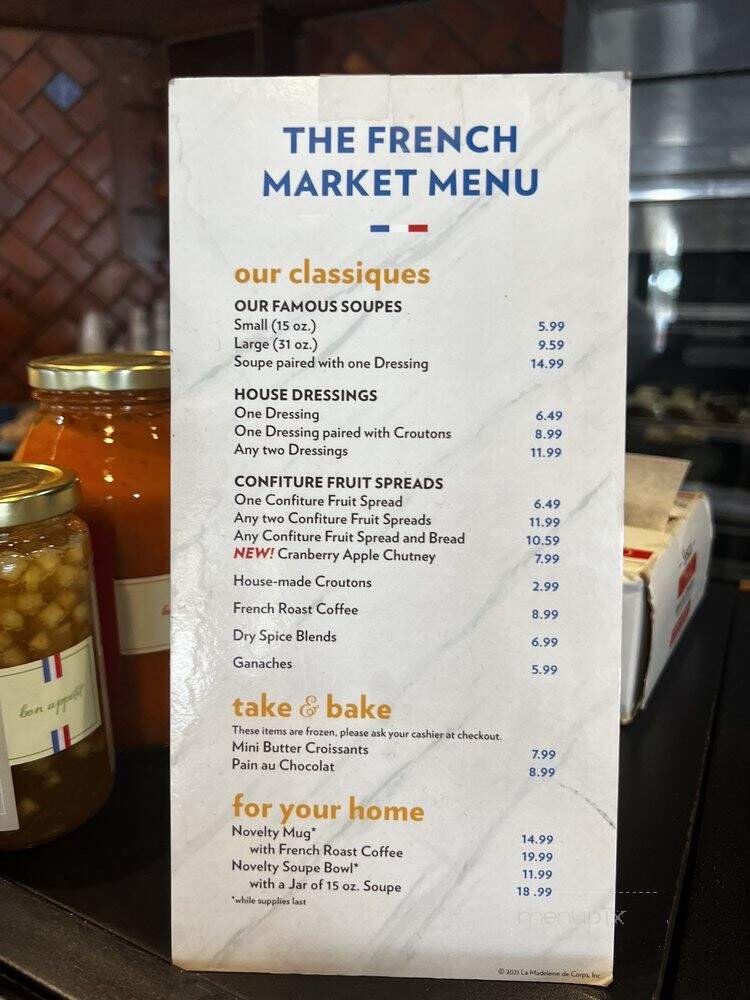 THE FRENCH
MARKET MENU
our classiques
OUR FAMOUS SOUPES
Small (15 oz.) 5.99
Large (31 oz.) 9.59
Soupe paired with one Dressing 14.99
HOUSE DRESSINGS
One Dressing 6.49
One Dressing paired with Croutons 8.99
Any two Dressings 11.99
CONFITURE FRUIT SPREADS
One Confiture Fruit Spread 6.49
Any two Confiture Fruit Spreads 11.99
Any Confiture Fruit Spread and Bread 10.59
NEW! Cranberry Apple Chutney 7.99
House-made Croutons 2.99
French Roast Coffee 8.99
Dry Spice Blends 6.99
Ganaches 5.99
take & bake
These items are frozen, please ask your cashier at checkout.
Mini Butter Croissants 7.99
Pain au Chocolat 8.99
for your home
Novelty Mug* 14.99
with French Roast Coffee 19.99
Novelty Soupe Bowl* 11.99
with a Jar of 15 oz. Soupe 18.99
*while supplies last
© 2021 La Madeleine de Corps, Inc.
bon appétit
menupix